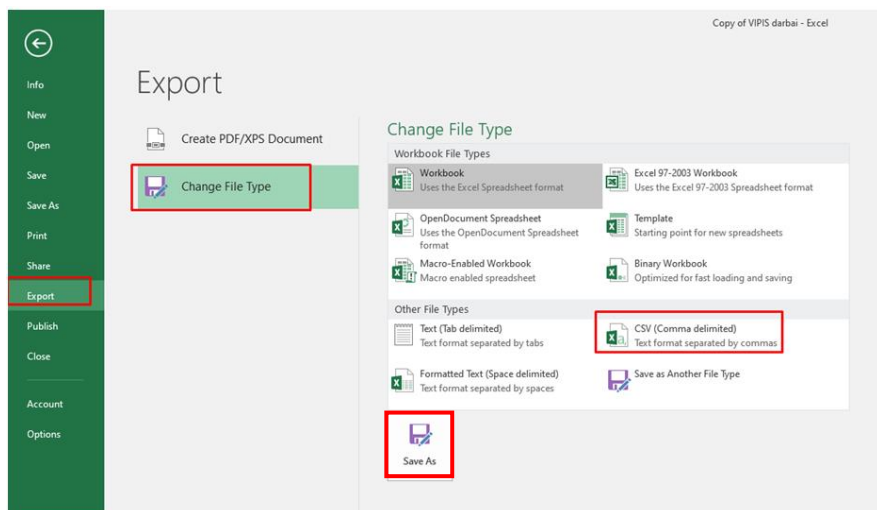 Copy of VIPIS darbai - Excel
Info
New
Open
Save
Save As
Print
Share
Export
Publish
Close
Account
Options
Export
Create PDF/XPS Document
Change File Type
Change File Type
Workbook File Types
Workbook
Uses the Excel Spreadsheet format
Excel 97-2003 Workbook
Uses the Excel 97-2003 Spreadsheet format
OpenDocument Spreadsheet
Uses the OpenDocument Spreadsheet
format
Template
Starting point for new spreadsheets
Macro-Enabled Workbook
Macro enabled spreadsheet
Binary Workbook
Optimized for fast loading and saving
Other File Types
Text (Tab delimited)
Text format separated by tabs
CSV (Comma delimited)
Text format separated by commas
Formatted Text (Space delimited)
Text format separated by spaces
Save as Another File Type
Save As